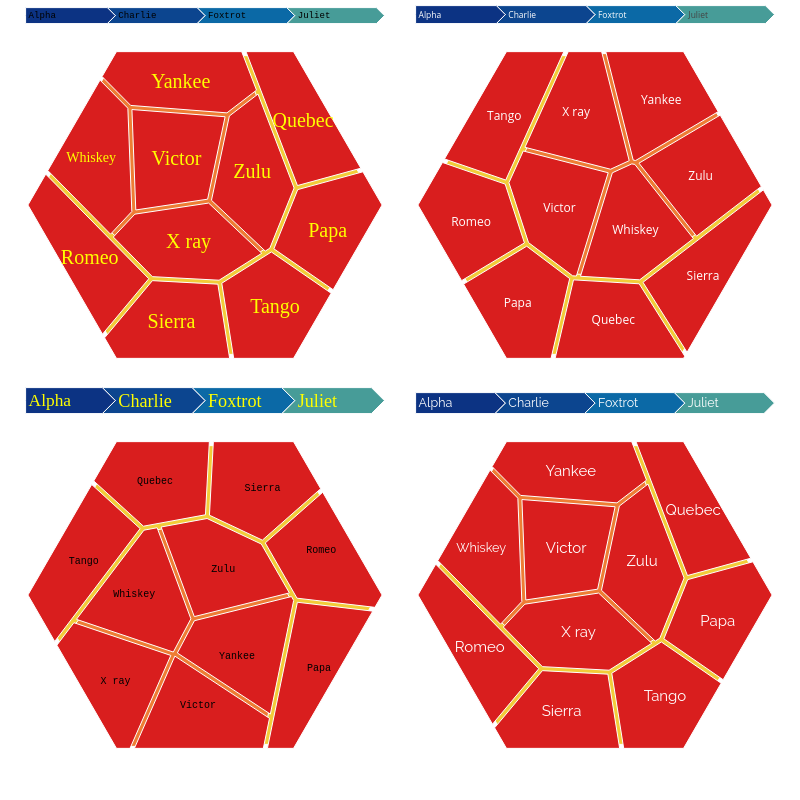 Alpha Charlie Foxtrot Juliet
Yankee
Quebec
Whiskey
Victor
Zulu
Papa
X ray
Romeo
Tango
Sierra
Alpha Charlie Foxtrot Juliet
Yankee
X ray
Tango
Zulu
Victor
Romeo
Whiskey
Sierra
Papa
Quebec
Alpha Charlie Foxtrot Juliet
Quebec
Sierra
Romeo
Tango
Zulu
Whiskey
Yankee
Papa
X ray
Victor
Alpha Charlie Foxtrot Juliet
Yankee
Quebec
Whiskey
Victor
Zulu
Papa
X ray
Romeo
Tango
Sierra